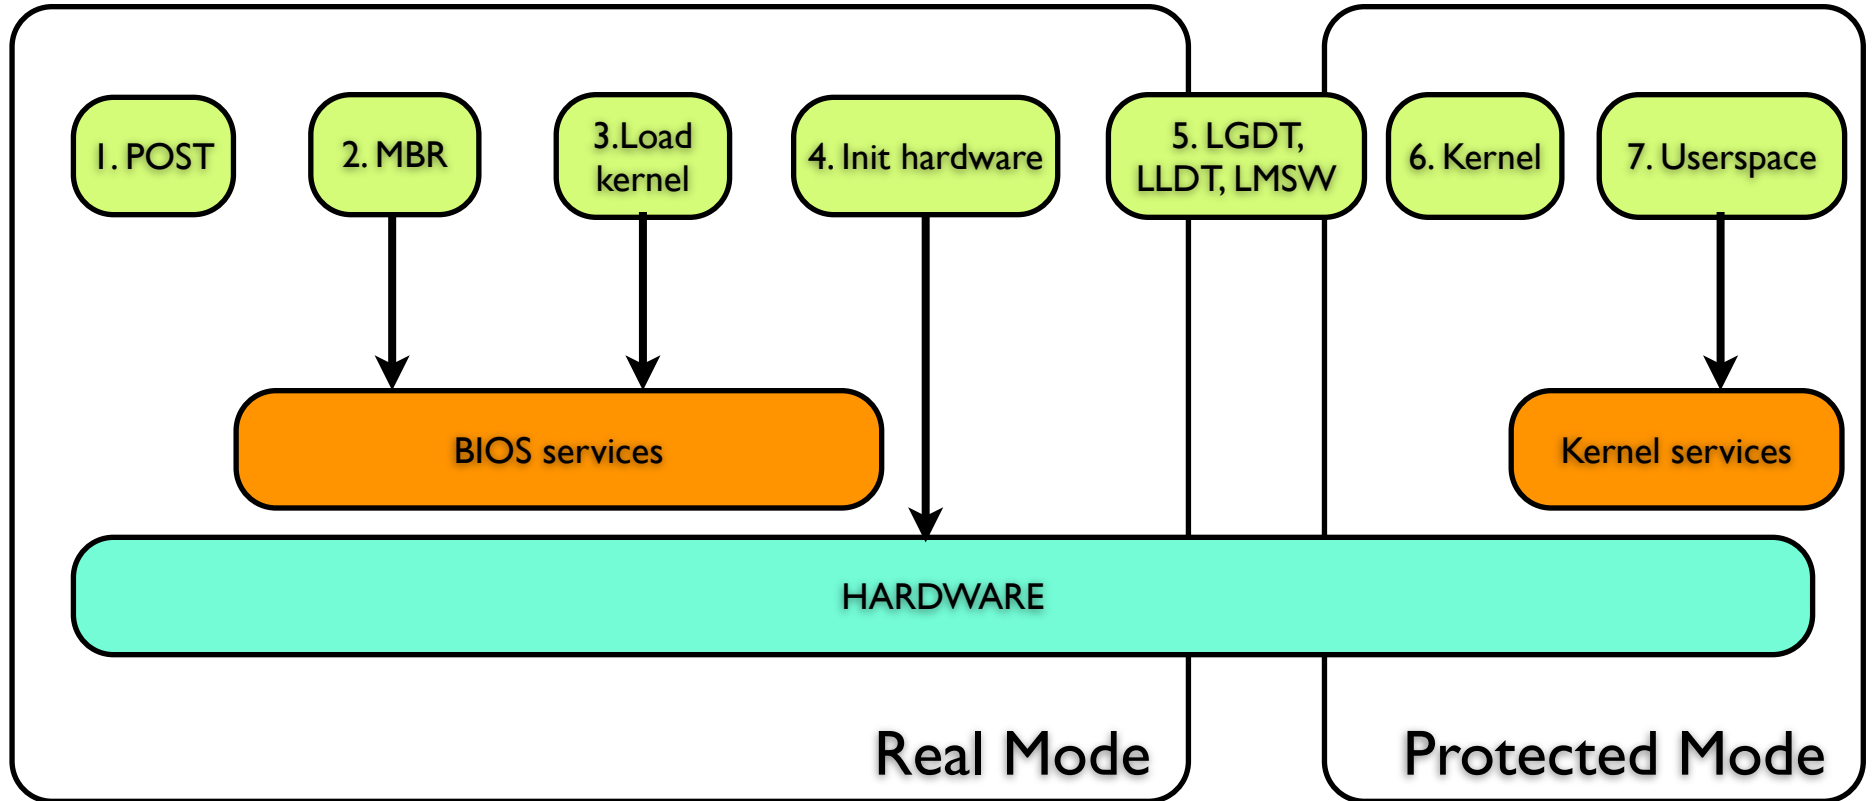 1. POST
2. MBR
3.Load
kernel
4. Init hardware
5. LGDT,
LLDT, LMSW
6. Kernel
7. Userspace
BIOS services
Kernel services
HARDWARE
Real Mode
Protected Mode